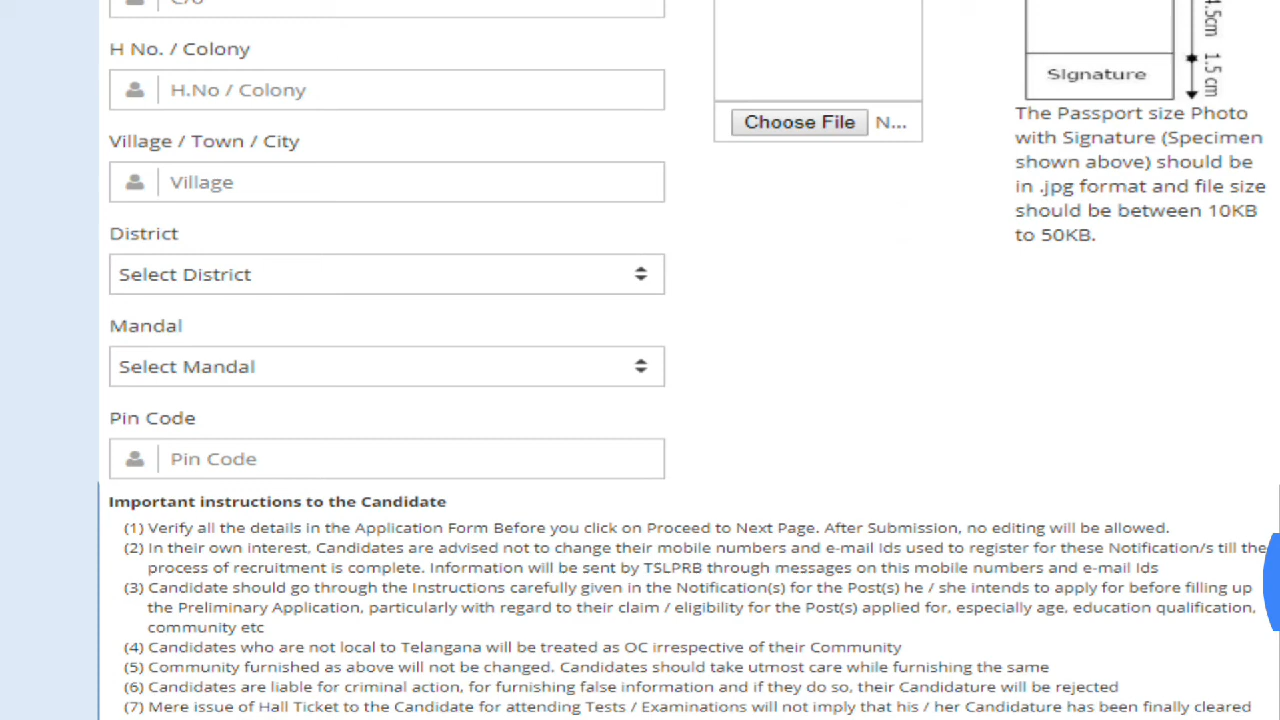 C/o
H No. / Colony
H.No / Colony
Village / Town / City
Village
District
Select District
Mandal
Select Mandal
Pin Code
Pin Code
Choose File N...
Signature
4.5cm
1.5 cm
The Passport size Photo
with Signature (Specimen
shown above) should be
in .jpg format and file size
should be between 10KB
to 50KB.
Important instructions to the Candidate
(1) Verify all the details in the Application Form Before you click on Proceed to Next Page. After Submission, no editing will be allowed.
(2) In their own interest, Candidates are advised not to change their mobile numbers and e-mail Ids used to register for these Notification/s till the
process of recruitment is complete. Information will be sent by TSLPRB through messages on this mobile numbers and e-mail Ids
(3) Candidate should go through the Instructions carefully given in the Notification(s) for the Post(s) he / she intends to apply for before filling up
the Preliminary Application, particularly with regard to their claim / eligibility for the Post(s) applied for, especially age, education qualification,
community etc
(4) Candidates who are not local to Telangana will be treated as OC irrespective of their Community
(5) Community furnished as above will not be changed. Candidates should take utmost care while furnishing the same
(6) Candidates are liable for criminal action, for furnishing false information and if they do so, their Candidature will be rejected
(7) Mere issue of Hall Ticket to the Candidate for attending Tests / Examinations will not imply that his / her Candidature has been finally cleared